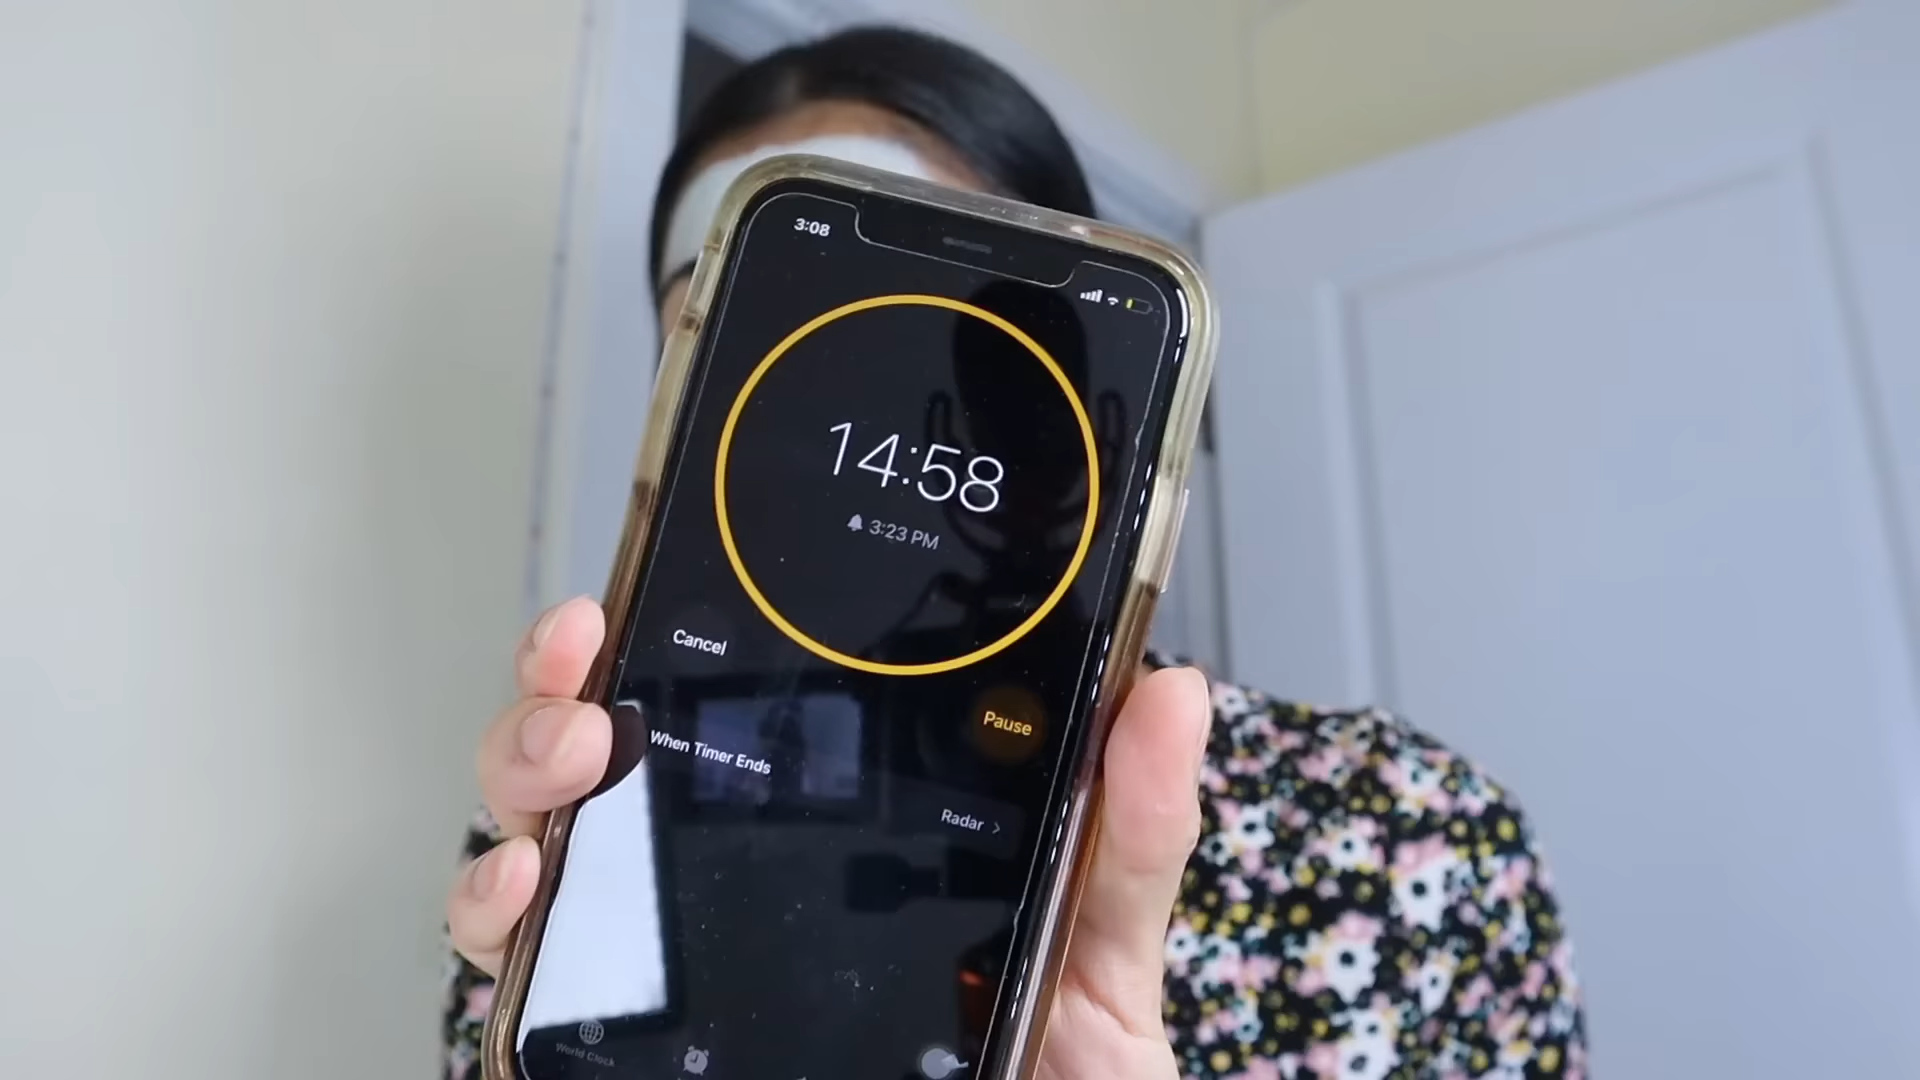 3:08
14:58
3:23 PM
Cancel
Pause
When Timer Ends
Radar >
World Clock